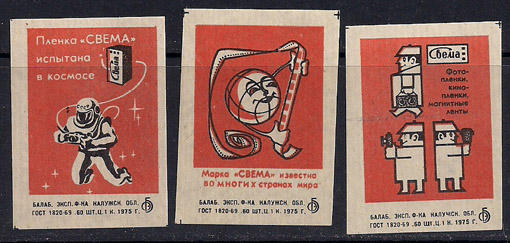 Пленка «СВЕМА»
испытана
в космосе
Свема
БАЛАБ. ЭКСП. Ф-КА КАЛУЖСК. ОБЛ.
ГОСТ 1820-69 .60 ШТ.Ц.1 К. 1975 Г.
Марка «СВЕМА» известна
во многих странах мира
БАЛАБ. ЭКСП. Ф-КА КАЛУЖСК. ОБЛ.
ГОСТ 1820-69 .60 ШТ.Ц.1 К. 1975 Г.
Свема
Фото-
пленки,
кино-
пленки,
магнитные
ленты
БАЛАБ. ЭКСП. Ф-КА КАЛУЖСК. ОБЛ.
ГОСТ 1820-69 .60 ШТ.Ц.1 К. 1975 Г.